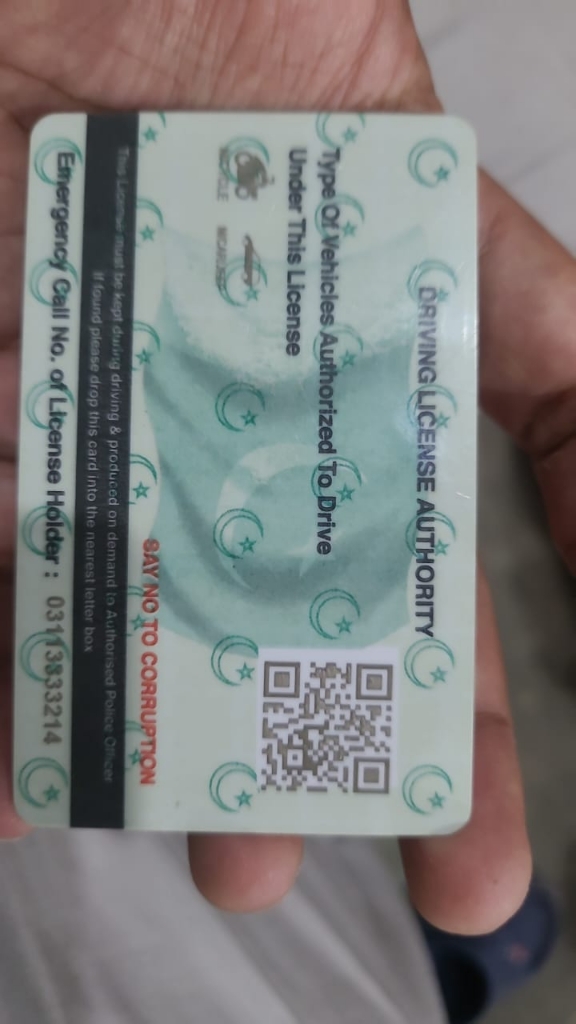 DRIVING LICENSE AUTHORITY
Type Of Vehicles Authorized To Drive
Under This License
SAY NO TO CORRUPTION
This License must be kept during driving & produced on demand to Authorised Police Officer
If found please drop this card into the nearest letter box
Emergency Call No. of License Holder : 03113833214